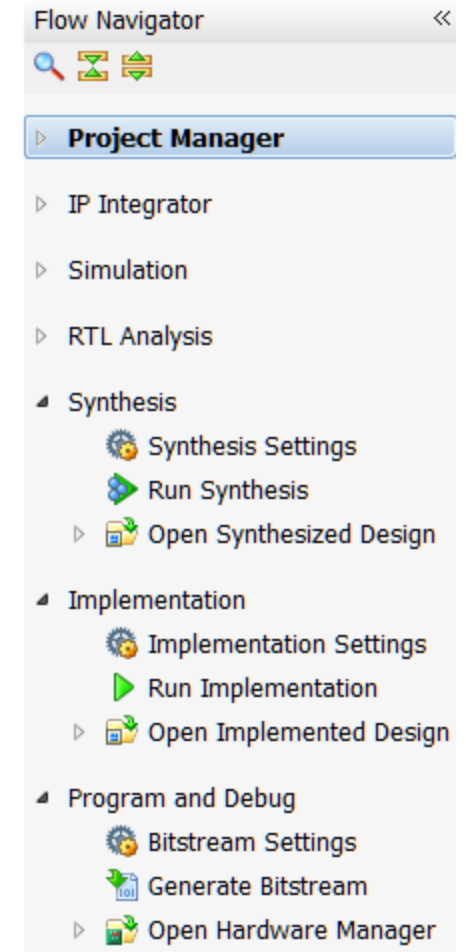 Flow Navigator
Project Manager
IP Integrator
Simulation
RTL Analysis
Synthesis
Synthesis Settings
Run Synthesis
Open Synthesized Design
Implementation
Implementation Settings
Run Implementation
Open Implemented Design
Program and Debug
Bitstream Settings
Generate Bitstream
Open Hardware Manager